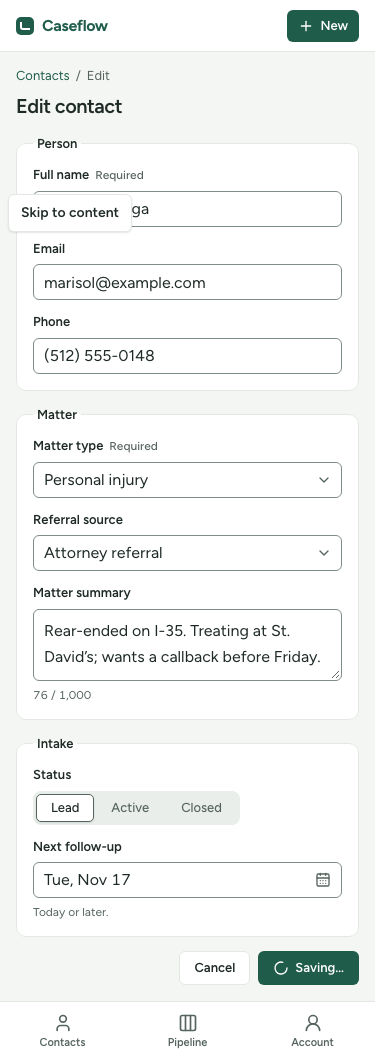 Caseflow
New
Contacts / Edit
Edit contact
Person
Full name Required
Skip to content
Email
marisol@example.com
Phone
(512) 555-0148
Matter
Matter type Required
Personal injury
Referral source
Attorney referral
Matter summary
Rear-ended on I-35. Treating at St.
David's; wants a callback before Friday.
76 / 1,000
Intake
Status
Lead Active Closed
Next follow-up
Tue, Nov 17
Today or later.
Cancel Saving…
Contacts Pipeline Account